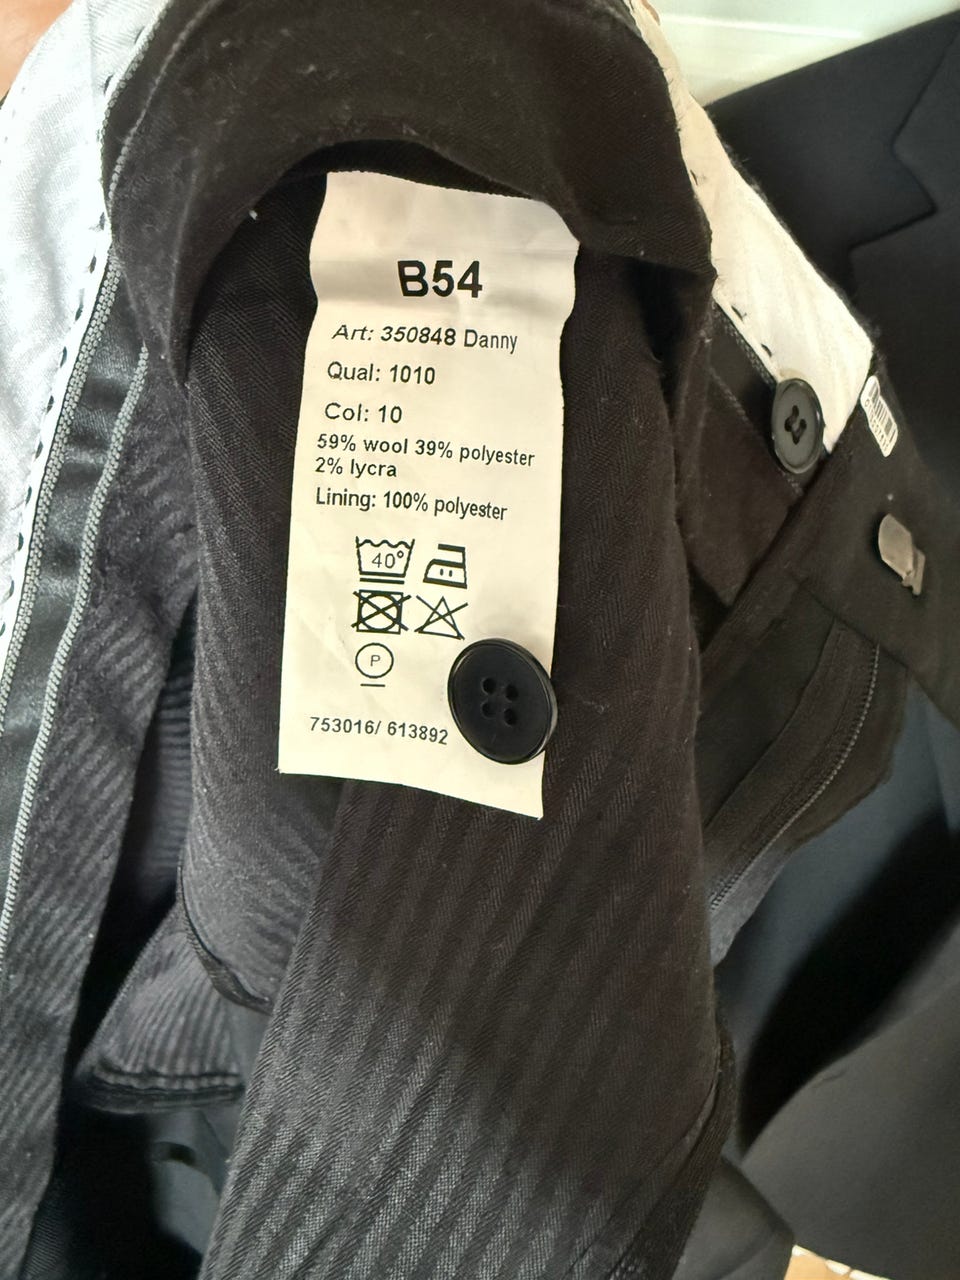 B54
Art: 350848 Danny
Qual: 1010
Col: 10
59% wool 39% polyester
2% lycra
Lining: 100% polyester
40°
P
753016/ 613892